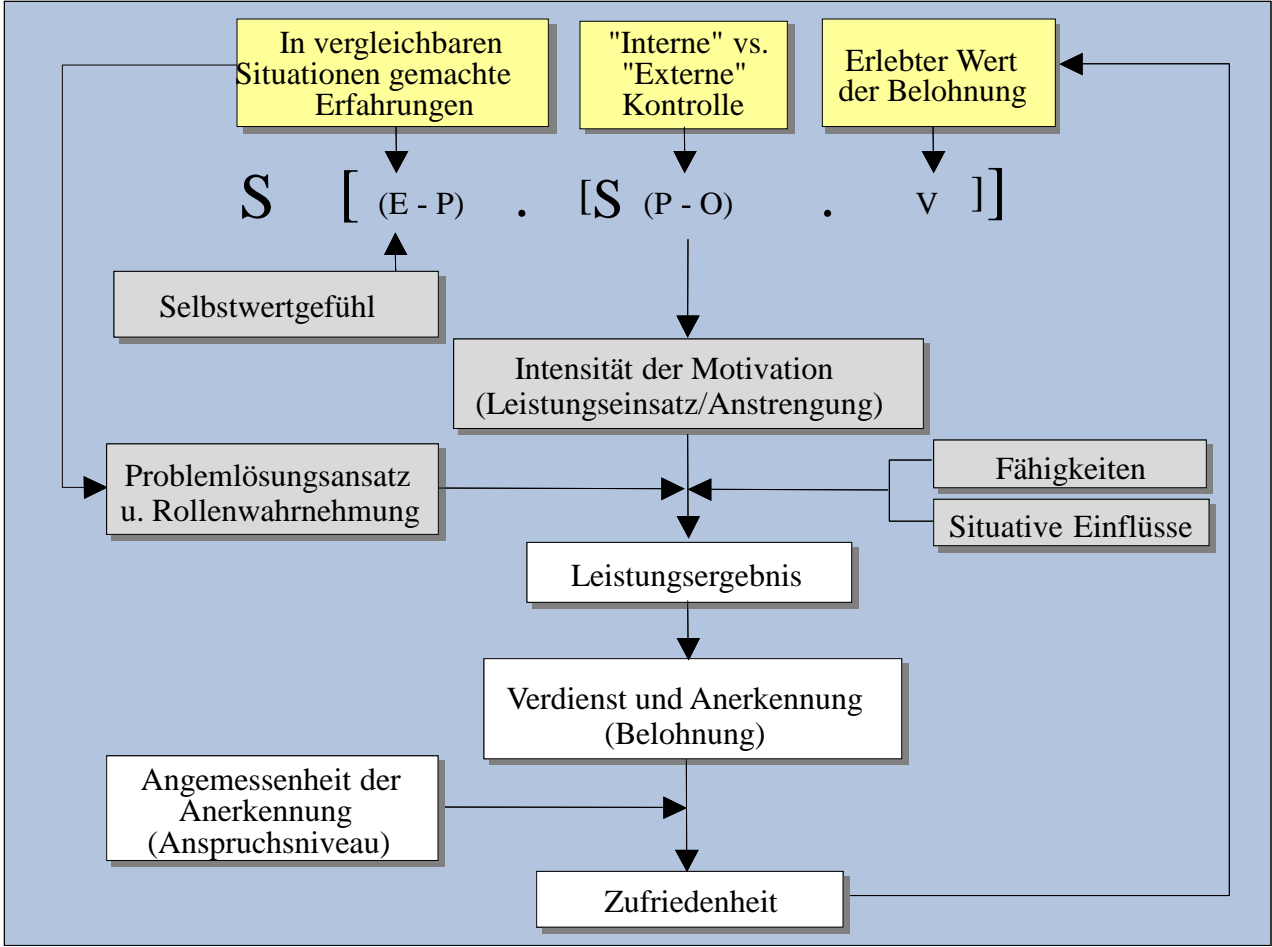 In vergleichbaren
Situationen gemachte
Erfahrungen
"Interne" vs.
"Externe"
Kontrolle
Erlebter Wert
der Belohnung
S [ (E - P) . [S (P - O) . V ]]
Selbstwertgefühl
Intensität der Motivation
(Leistungseinsatz/Anstrengung)
Problemlösungsansatz
u. Rollenwahrnehmung
Fähigkeiten
Situative Einflüsse
Leistungsergebnis
Verdienst und Anerkennung
(Belohnung)
Angemessenheit der
Anerkennung
(Anspruchsniveau)
Zufriedenheit